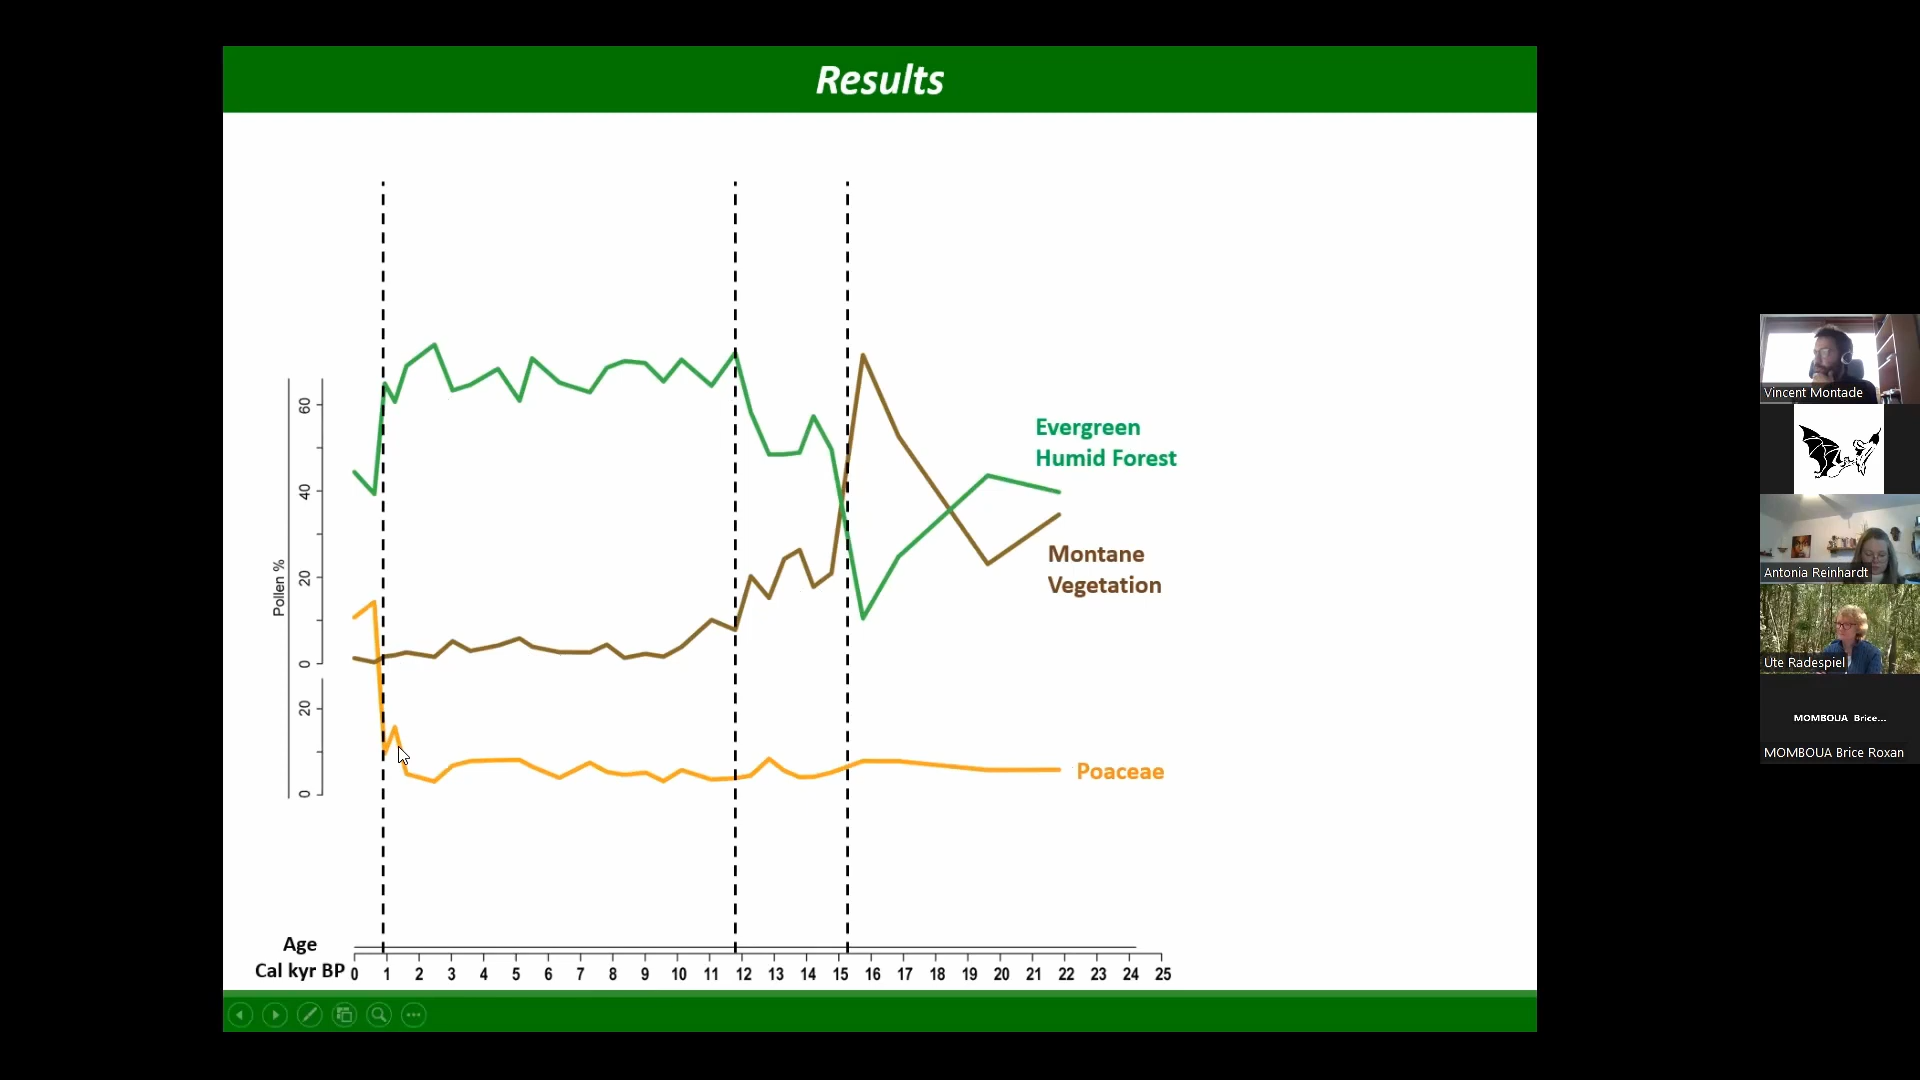 Results
60
40
20
0
Pollen %
20
0
Evergreen
Humid Forest
Montane
Vegetation
Poaceae
Age
Cal kyr BP 0 1 2 3 4 5 6 7 8 9 10 11 12 13 14 15 16 17 18 19 20 21 22 23 24 25
Vincent Montade
Antonia Reinhardt
Ute Radespiel
MOMBOUA Brice...
MOMBOUA Brice Roxan